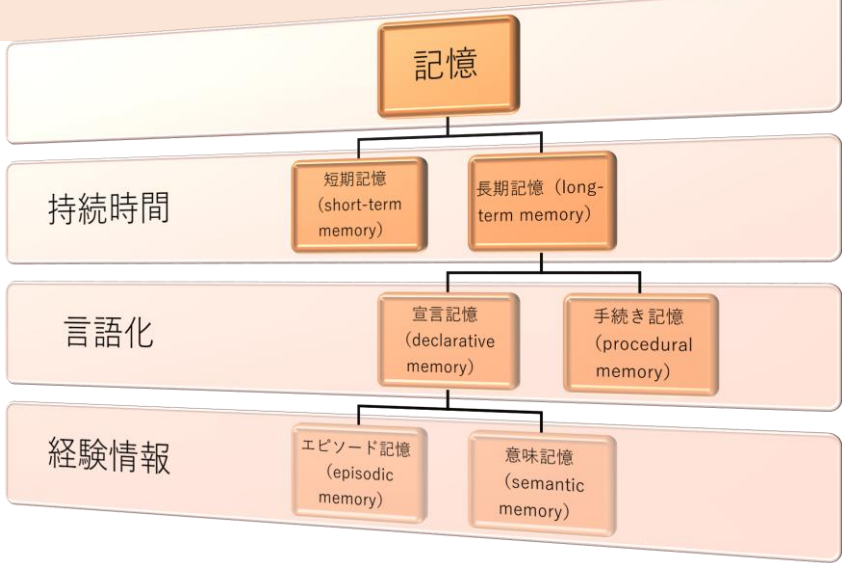 記憶
持続時間
短期記憶
（short-term
memory）
長期記憶（long-
term memory）
言語化
宣言記憶
（declarative
memory）
手続き記憶
（procedural
memory）
経験情報
エピソード記憶
（episodic
memory）
意味記憶
（semantic
memory）